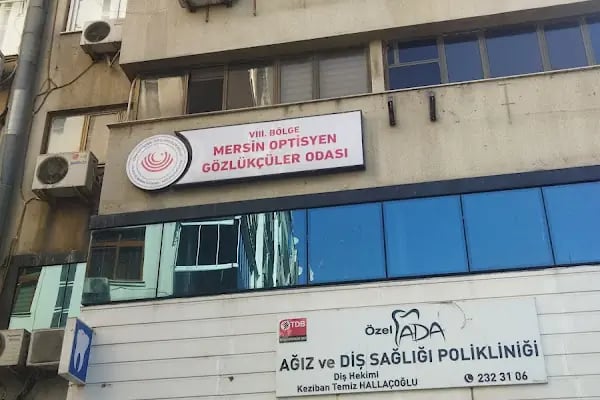 VIII. BÖLGE
MERSİN OPTİSYEN
GÖZLÜKÇÜLER ODASI
TDB
Özel ADA
AĞIZ ve DİŞ SAĞLIĞI POLİKLİNİĞİ
Diş Hekimi
Keziban Temiz HALLAÇOĞLU
232 31 06